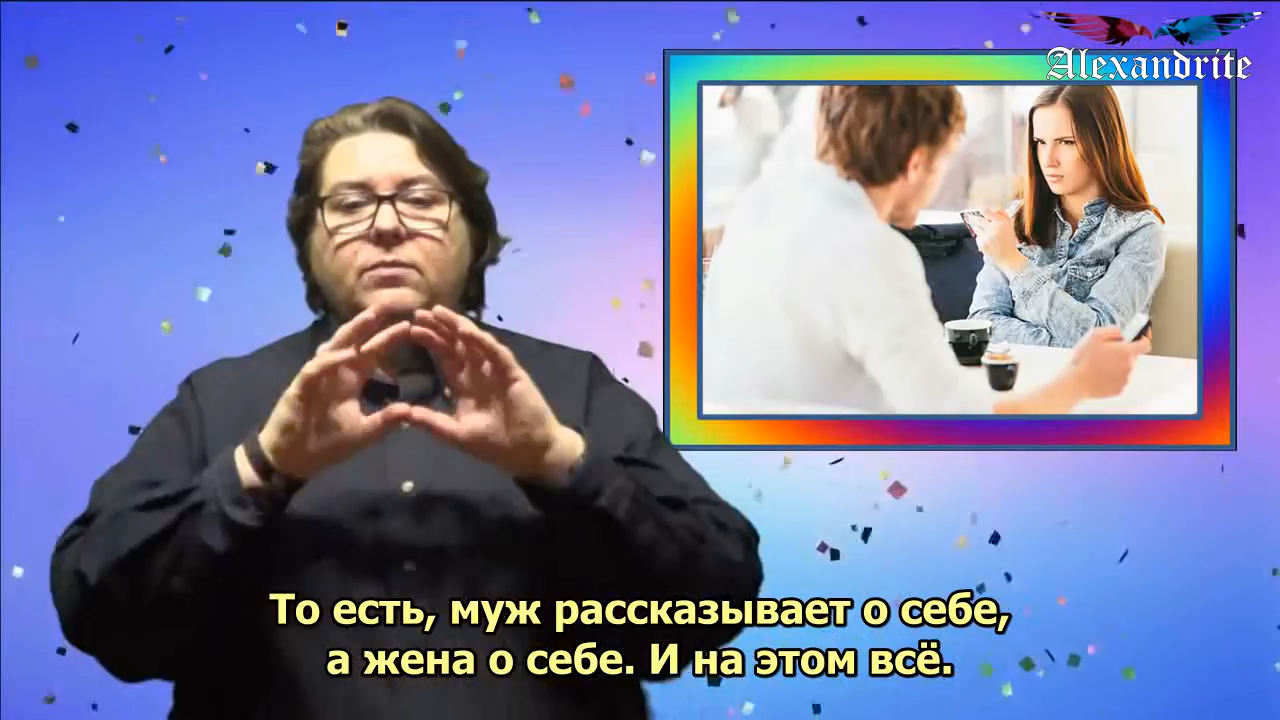 Alexandrite
То есть, муж рассказывает о себе,
а жена о себе. И на этом всё.